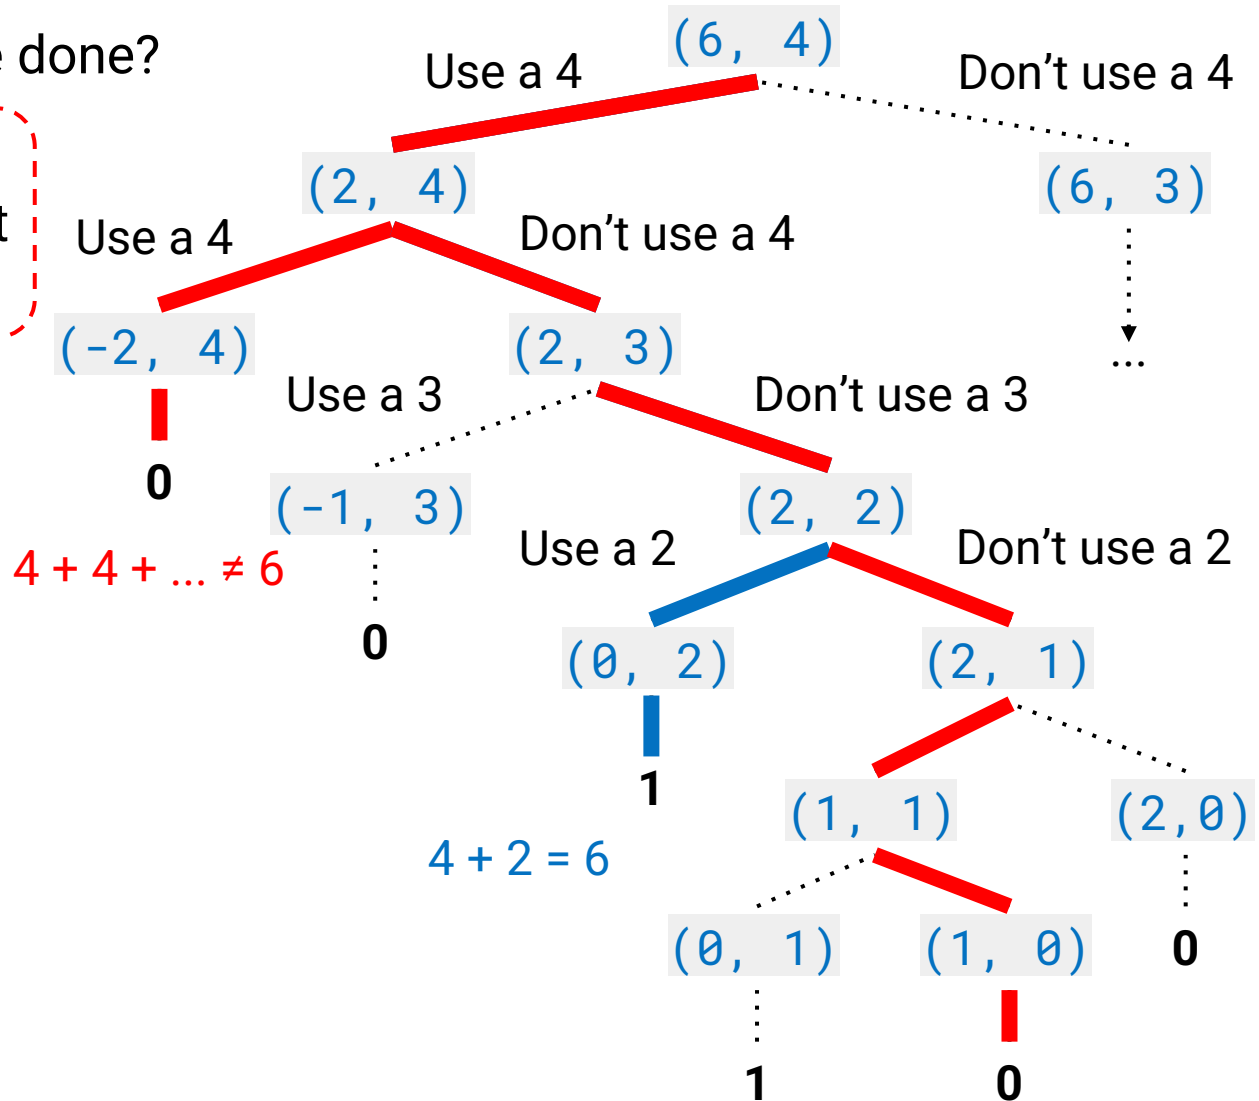 (6, 4)
e done?
Use a 4
Don’t use a 4
(2, 4)
(6, 3)
t
Use a 4
Don’t use a 4
(-2, 4)
(2, 3)
...
Use a 3
Don’t use a 3
0
(-1, 3)
(2, 2)
4 + 4 + ... ≠ 6
Use a 2
Don’t use a 2
0
(0, 2)
(2, 1)
1
(1, 1)
(2,0)
4 + 2 = 6
(0, 1)
(1, 0)
0
1
0